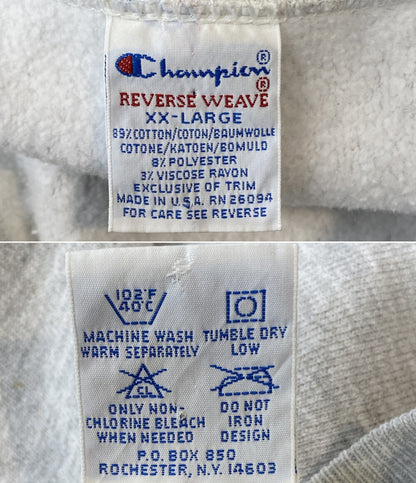 Champion®
REVERSE WEAVE®
XX-LARGE
89% COTTON/COTON/BAUMWOLLE
COTONE/KATOEN/BOMULD
8% POLYESTER
3% VISCOSE RAYON
EXCLUSIVE OF TRIM
MADE IN U.S.A. RN 26094
FOR CARE SEE REVERSE
102°F
40°C
MACHINE WASH
WARM SEPARATELY
TUMBLE DRY
LOW
CL
ONLY NON-
CHLORINE BLEACH
WHEN NEEDED
DO NOT
IRON
DESIGN
P.O. BOX 850
ROCHESTER, N.Y. 14603